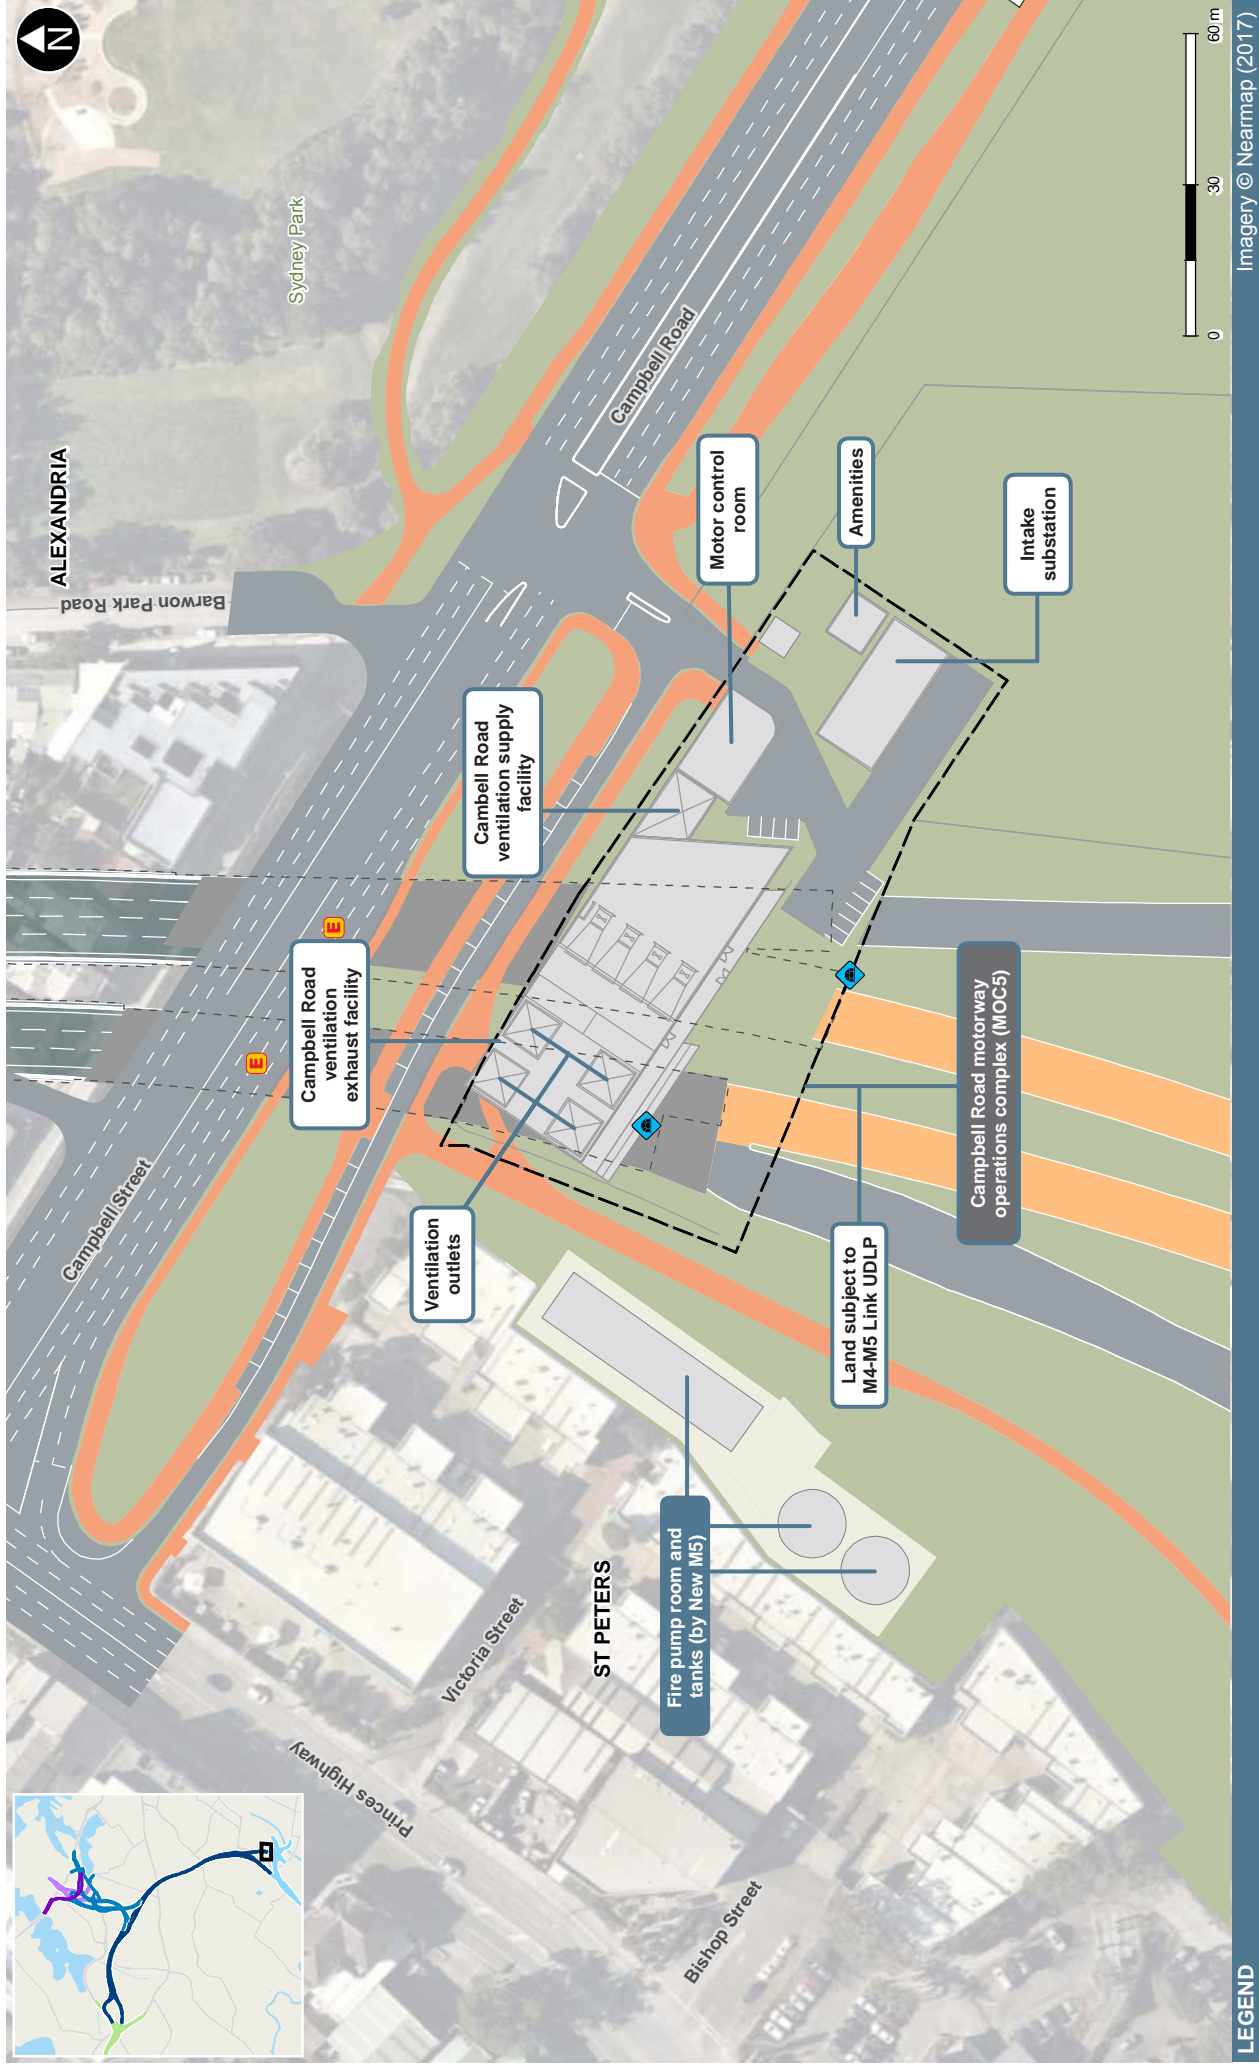 N
ALEXANDRIA
Sydney Park
Barwon Park Road
Campbell Road
Campbell Street
Princes Highway
Victoria Street
Bishop Street
ST PETERS
E
E
Campbell Road
ventilation
exhaust facility
Cambell Road
ventilation supply
facility
Motor control
room
Amenities
Intake
substation
Ventilation
outlets
Land subject to
M4-M5 Link UDLP
Campbell Road motorway
operations complex (MOC5)
Fire pump room and
tanks (by New M5)
0
30
60 m
LEGEND
Imagery © Nearmap (2017)